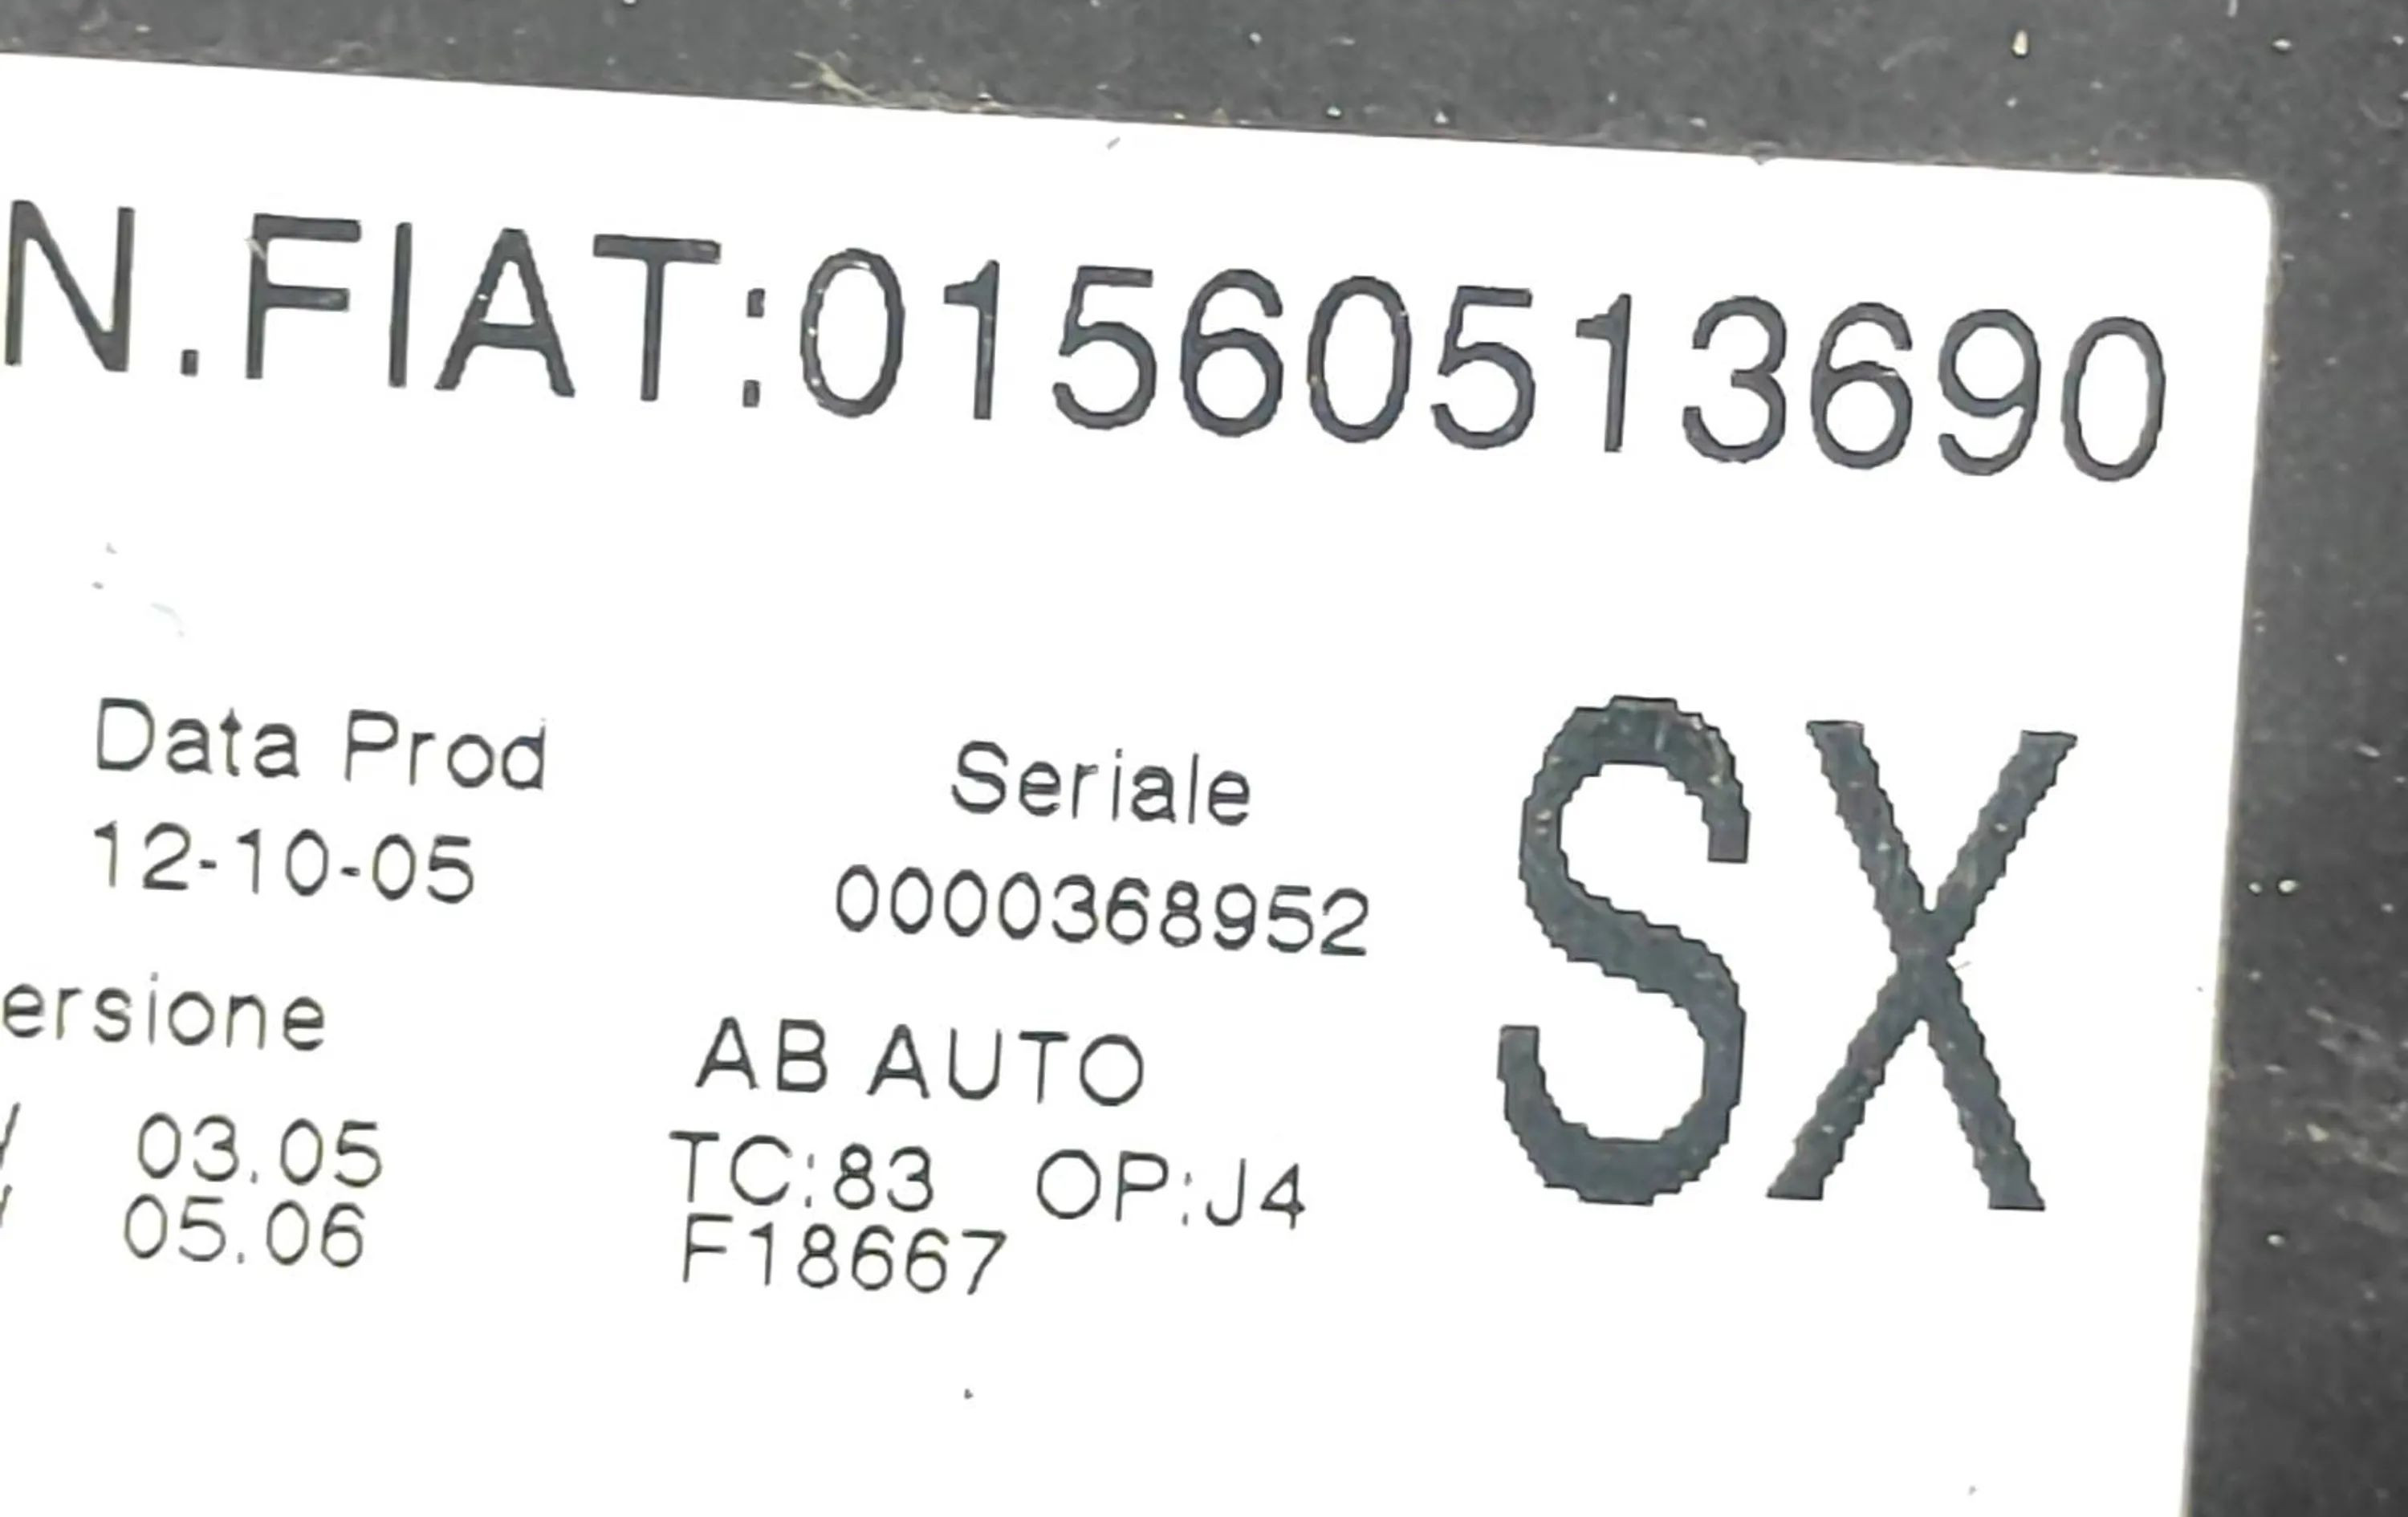 N.FIAT:01560513690
Data Prod
Seriale
SX
12-10-05
0000368952
ersione
AB AUTO
/ 03.05
TC:83 OP:J4
/ 05.06
F18667